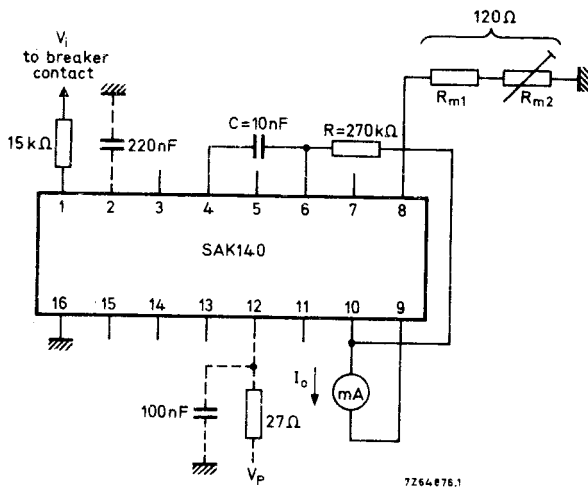 120Ω
V_i
to breaker
contact
R_m1
R_m2
15kΩ
220nF
C=10nF
R=270kΩ
1 2 3 4 5 6 7 8
SAK140
16 15 14 13 12 11 10 9
I_o
mA
100nF
27Ω
V_P
7Z64876.1